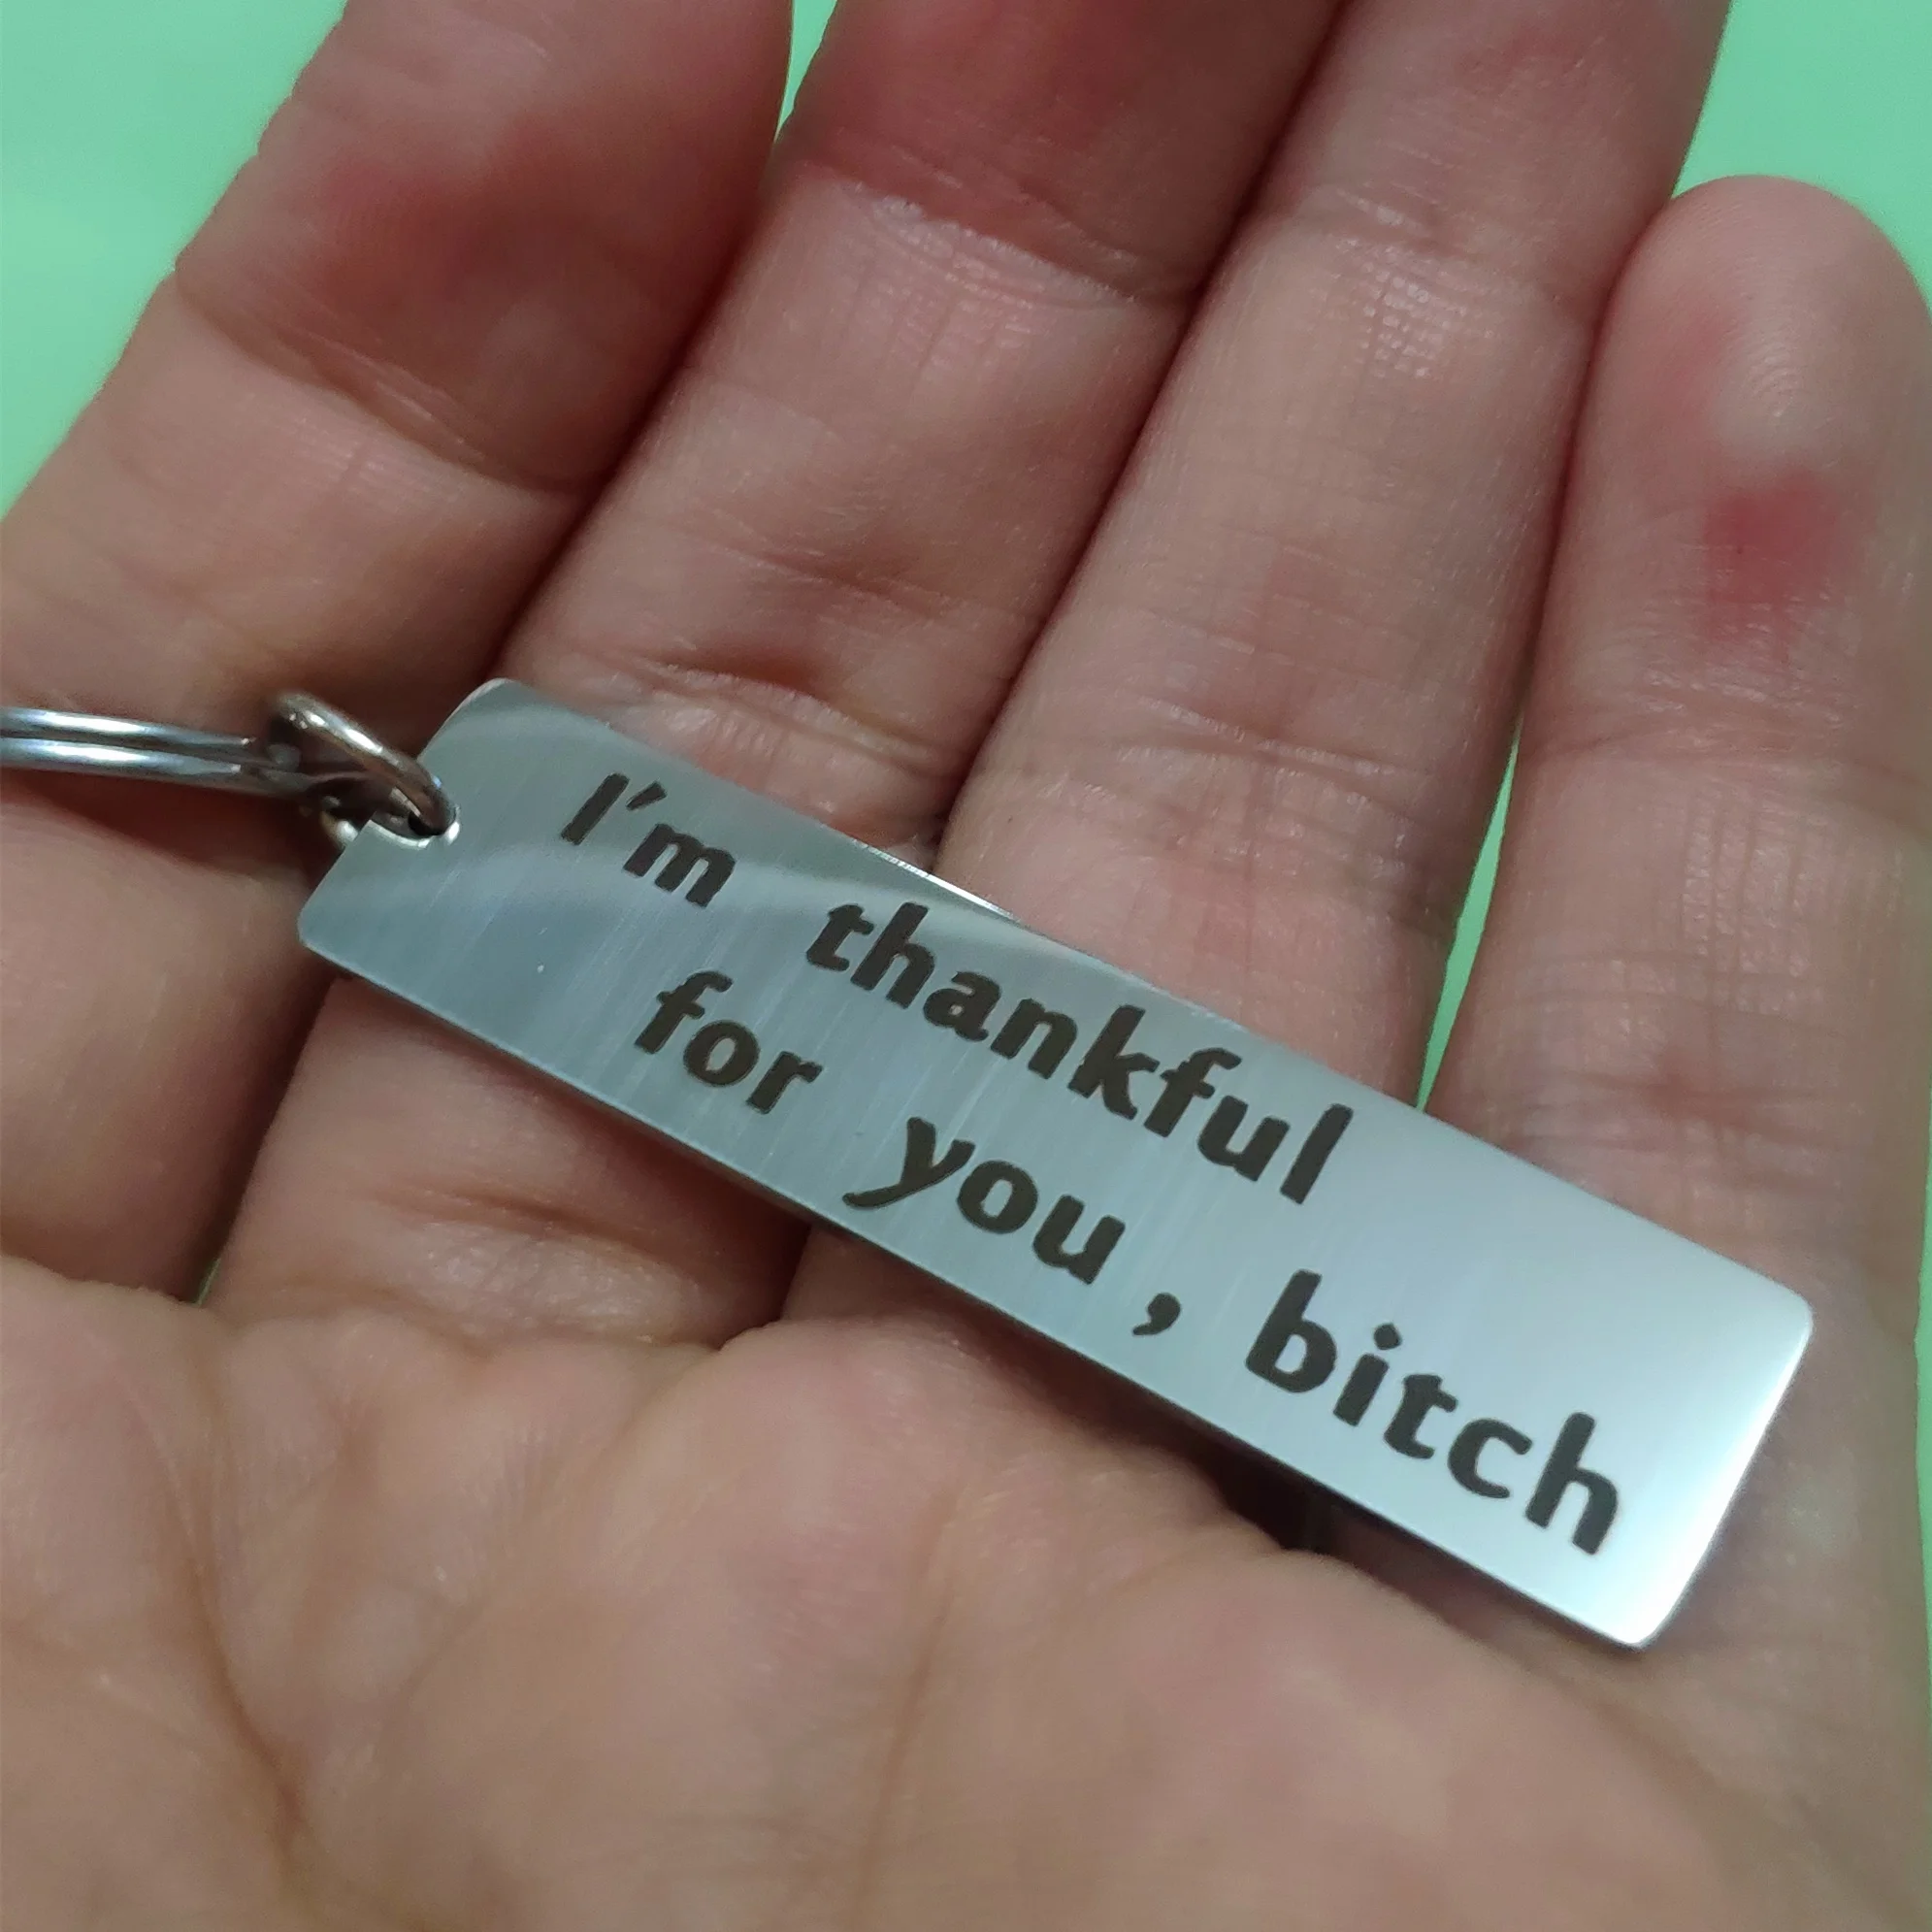 I'm thankful
for you, bitch